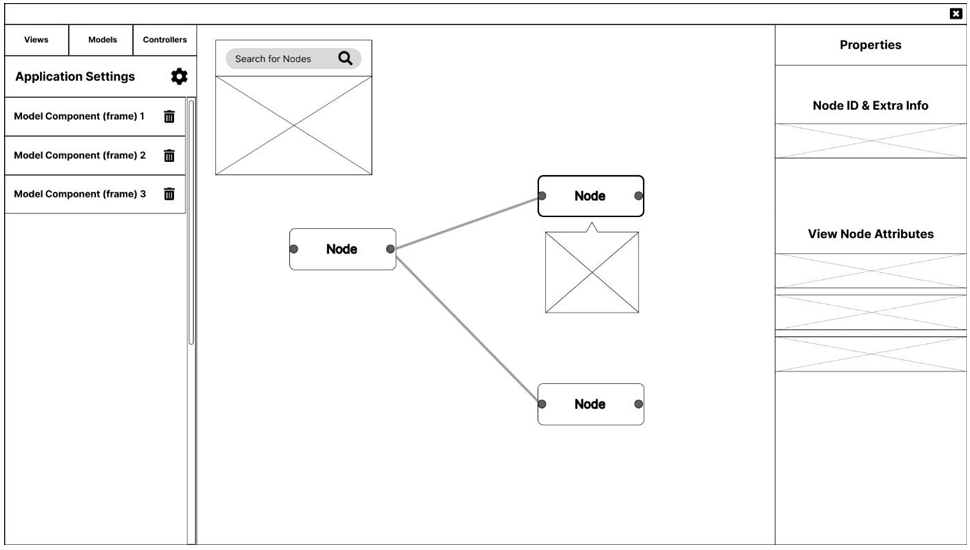 Views
Models
Controllers
Application Settings
Model Component (frame) 1
Model Component (frame) 2
Model Component (frame) 3
Search for Nodes
Node
Node
Node
Properties
Node ID & Extra Info
View Node Attributes